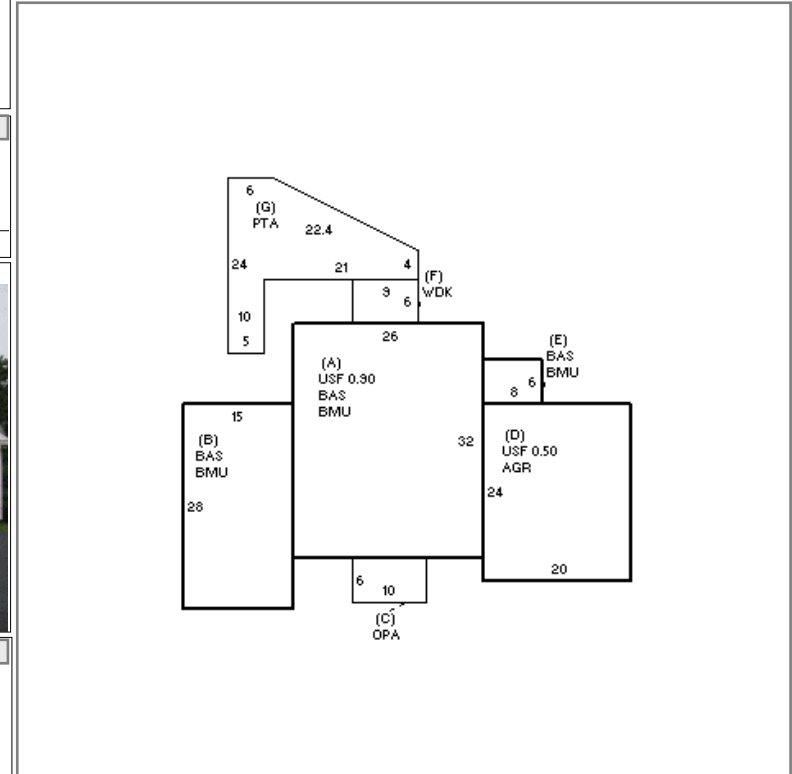 6
(G)
PTA
22.4
24
21
4
(F)
WDK
9
6
10
5
26
(E)
BAS
BMU
(A)
USF 0.90
BAS
BMU
6
8
15
(B)
BAS
BMU
32
(D)
USF 0.50
AGR
24
28
20
6
10
(C)
OPA